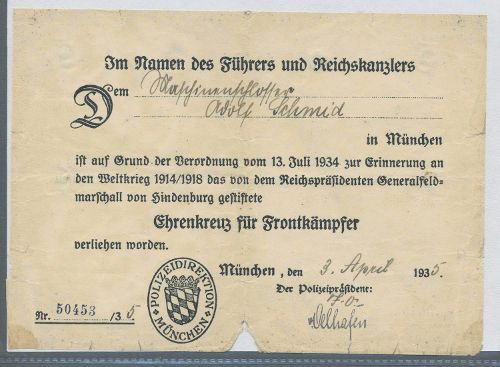 Im Namen des Führers und Reichskanzlers
Dem Maschinenschlosser
Adolf Schmid
in München
ist auf Grund der Verordnung vom 13. Juli 1934 zur Erinnerung an
den Weltkrieg 1914/1918 das von dem Reichspräsidenten Generalfeld-
marschall von Hindenburg gestiftete
Ehrenkreuz für Frontkämpfer
verliehen worden.
München, den 3. April 1935.
Der Polizeipräsident:
Nr. 50453 /35
POLIZEIDIREKTION
MÜNCHEN